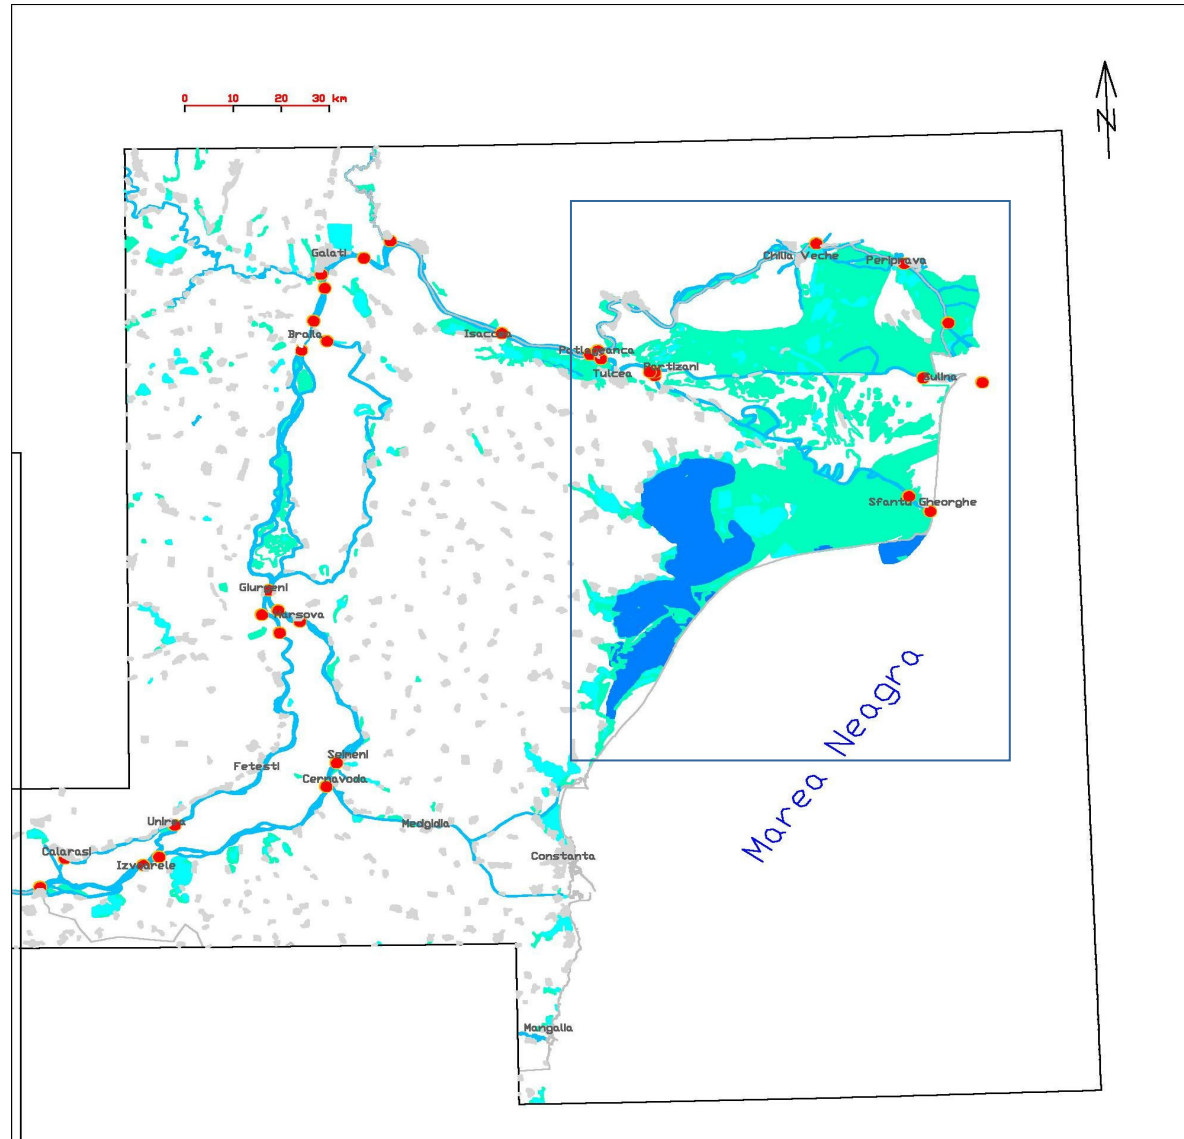 0 10 20 30 km
N
Galati
Chilia Veche
Periprava
Braila
Isaccea
Patlageanca
Partizani
Tulcea
Sulina
Sfantu Gheorghe
Giurgeni
Harsova
Marea Neagra
Seimeni
Fetesti
Cernavoda
Unirea
Medgidia
Calarasi
Constanta
Izvoarele
Mangalia